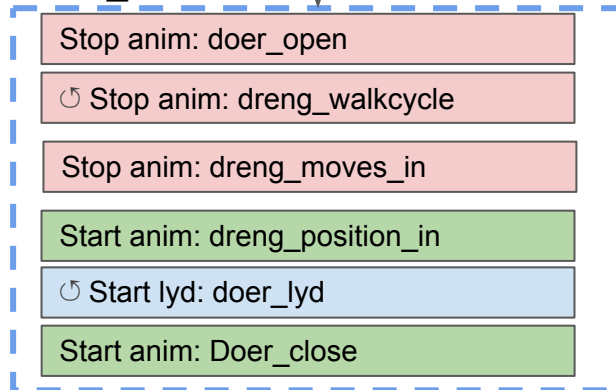 Stop anim: doer_open
↺ Stop anim: dreng_walkcycle
Stop anim: dreng_moves_in
Start anim: dreng_position_in
↺ Start lyd: doer_lyd
Start anim: Doer_close